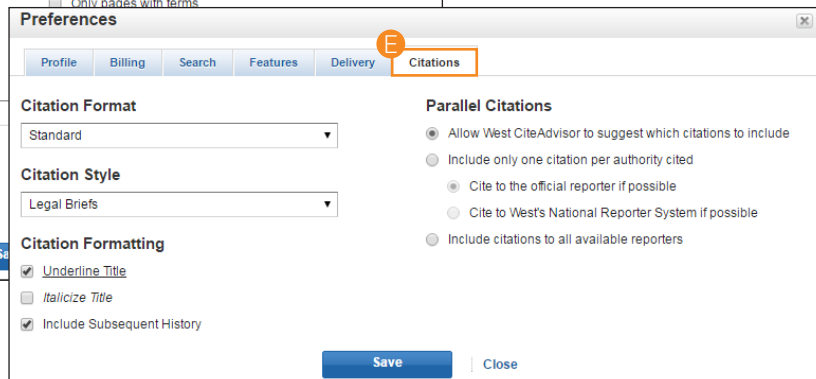 Only pages with terms
Preferences
E
Profile Billing Search Features Delivery Citations
Citation Format
Standard
Citation Style
Legal Briefs
Citation Formatting
Underline Title
Italicize Title
Include Subsequent History
Parallel Citations
Allow West CiteAdvisor to suggest which citations to include
Include only one citation per authority cited
Cite to the official reporter if possible
Cite to West's National Reporter System if possible
Include citations to all available reporters
Sa
Save Close